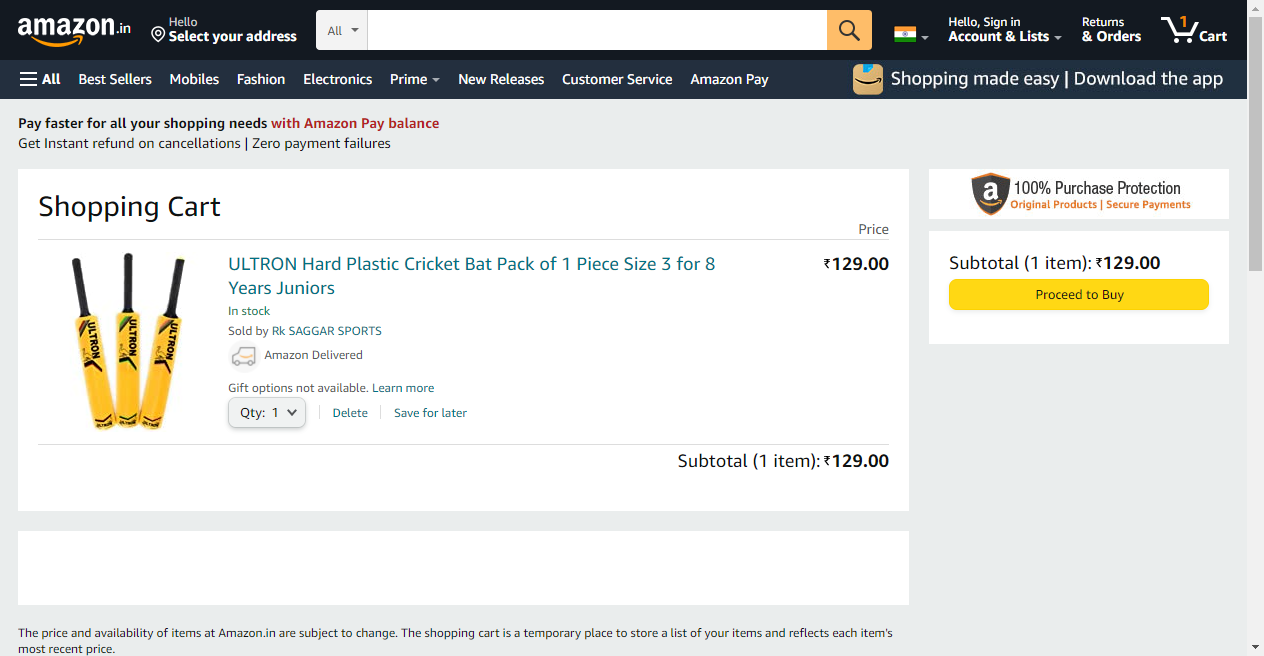 amazon.in
Hello
Select your address
All
Hello, Sign in
Account & Lists
Returns
& Orders
1
Cart
All
Best Sellers
Mobiles
Fashion
Electronics
Prime
New Releases
Customer Service
Amazon Pay
Shopping made easy | Download the app
Pay faster for all your shopping needs with Amazon Pay balance
Get Instant refund on cancellations | Zero payment failures
Shopping Cart
Price
ULTRON
ULTRON
ULTRON
ULTRON
ULTRON
ULTRON
ULTRON Hard Plastic Cricket Bat Pack of 1 Piece Size 3 for 8
Years Juniors
₹129.00
In stock
Sold by Rk SAGGAR SPORTS
Amazon Delivered
Gift options not available. Learn more
Qty: 1
Delete
Save for later
Subtotal (1 item): ₹129.00
a
100% Purchase Protection
Original Products | Secure Payments
Subtotal (1 item): ₹129.00
Proceed to Buy
The price and availability of items at Amazon.in are subject to change. The shopping cart is a temporary place to store a list of your items and reflects each item's
most recent price.